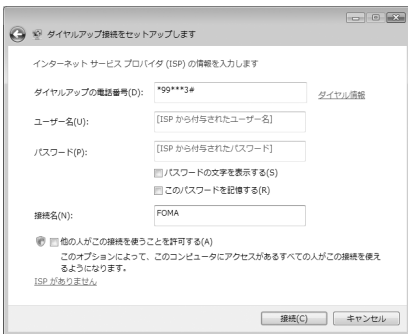 ダイヤルアップ接続をセットアップします
インターネット サービス プロバイダ (ISP) の情報を入力します
ダイヤルアップの電話番号(D): *99***3# ダイヤル情報
ユーザー名(U): [ISP から付与されたユーザー名]
パスワード(P): [ISP から付与されたパスワード]
パスワードの文字を表示する(S)
このパスワードを記憶する(R)
接続名(N): FOMA
他の人がこの接続を使うことを許可する(A)
このオプションによって、このコンピュータにアクセスがあるすべての人がこの接続を使え
るようになります。
ISP がありません
接続(C) キャンセル